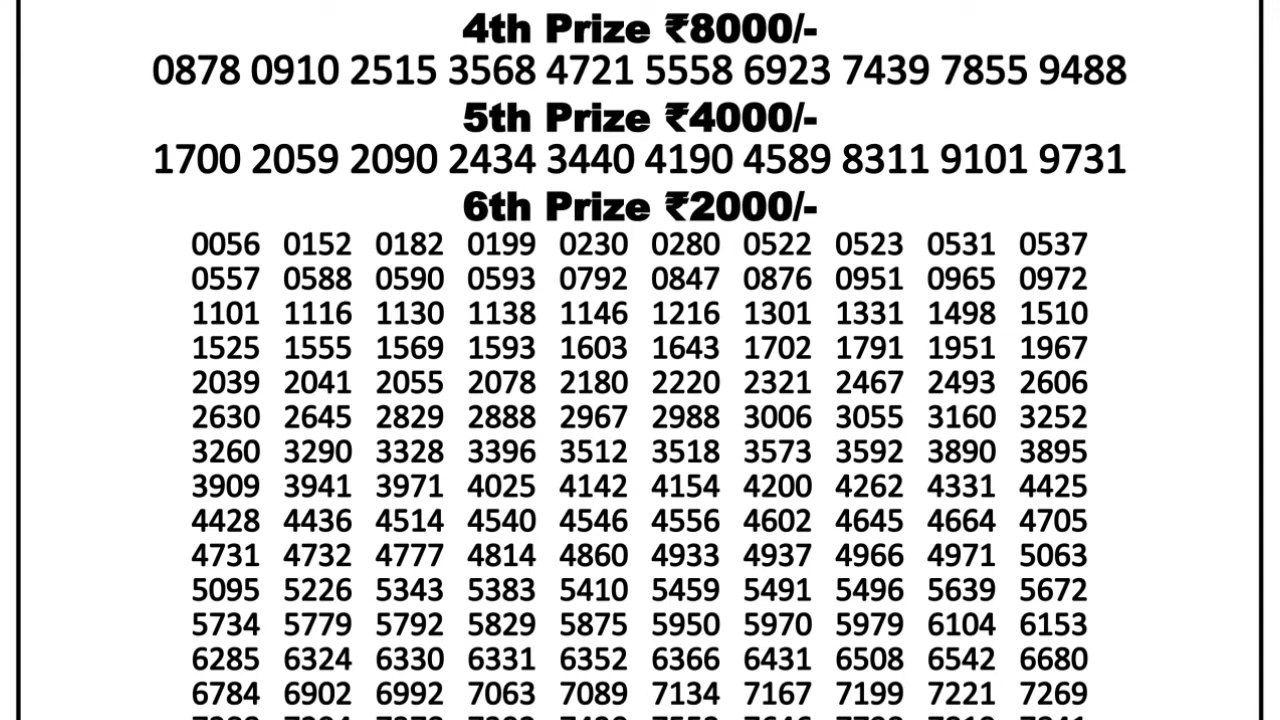 4th Prize ₹8000/-
0878 0910 2515 3568 4721 5558 6923 7439 7855 9488
5th Prize ₹4000/-
1700 2059 2090 2434 3440 4190 4589 8311 9101 9731
6th Prize ₹2000/-
0056 0152 0182 0199 0230 0280 0522 0523 0531 0537
0557 0588 0590 0593 0792 0847 0876 0951 0965 0972
1101 1116 1130 1138 1146 1216 1301 1331 1498 1510
1525 1555 1569 1593 1603 1643 1702 1791 1951 1967
2039 2041 2055 2078 2180 2220 2321 2467 2493 2606
2630 2645 2829 2888 2967 2988 3006 3055 3160 3252
3260 3290 3328 3396 3512 3518 3573 3592 3890 3895
3909 3941 3971 4025 4142 4154 4200 4262 4331 4425
4428 4436 4514 4540 4546 4556 4602 4645 4664 4705
4731 4732 4777 4814 4860 4933 4937 4966 4971 5063
5095 5226 5343 5383 5410 5459 5491 5496 5639 5672
5734 5779 5792 5829 5875 5950 5970 5979 6104 6153
6285 6324 6330 6331 6352 6366 6431 6508 6542 6680
6784 6902 6992 7063 7089 7134 7167 7199 7221 7269